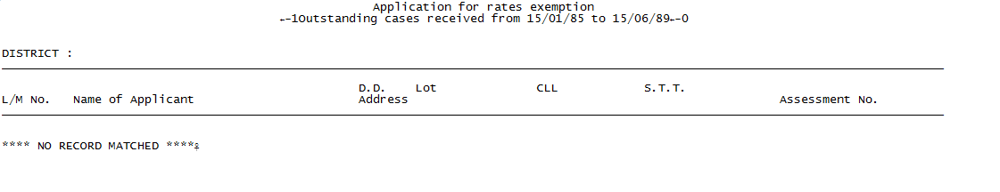 Application for rates exemption
←-1Outstanding cases received from 15/01/85 to 15/06/89←-0
DISTRICT :
D.D. Lot CLL S.T.T.
L/M No. Name of Applicant Address Assessment No.
**** NO RECORD MATCHED ****